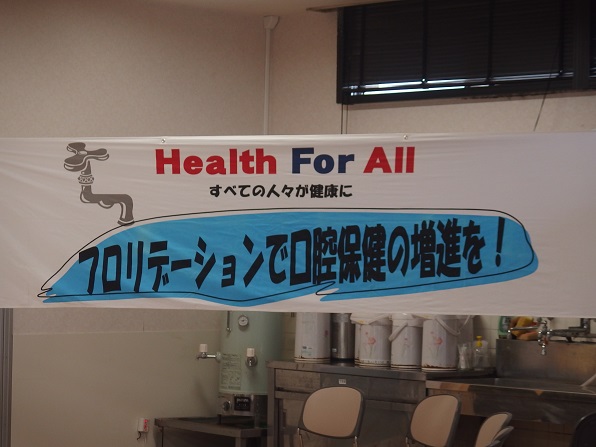 Health For All
すべての人々が健康に
フロリデーションで口腔保健の増進を！